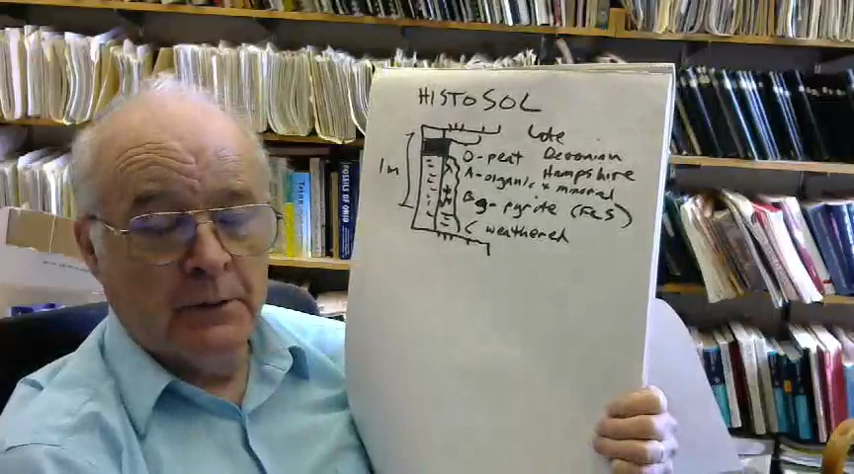 HISTOSOL
Late
1m O-peat Devonian
A-organic + mineral Hampshire
Bg-pyrite (FeS)
C weathered